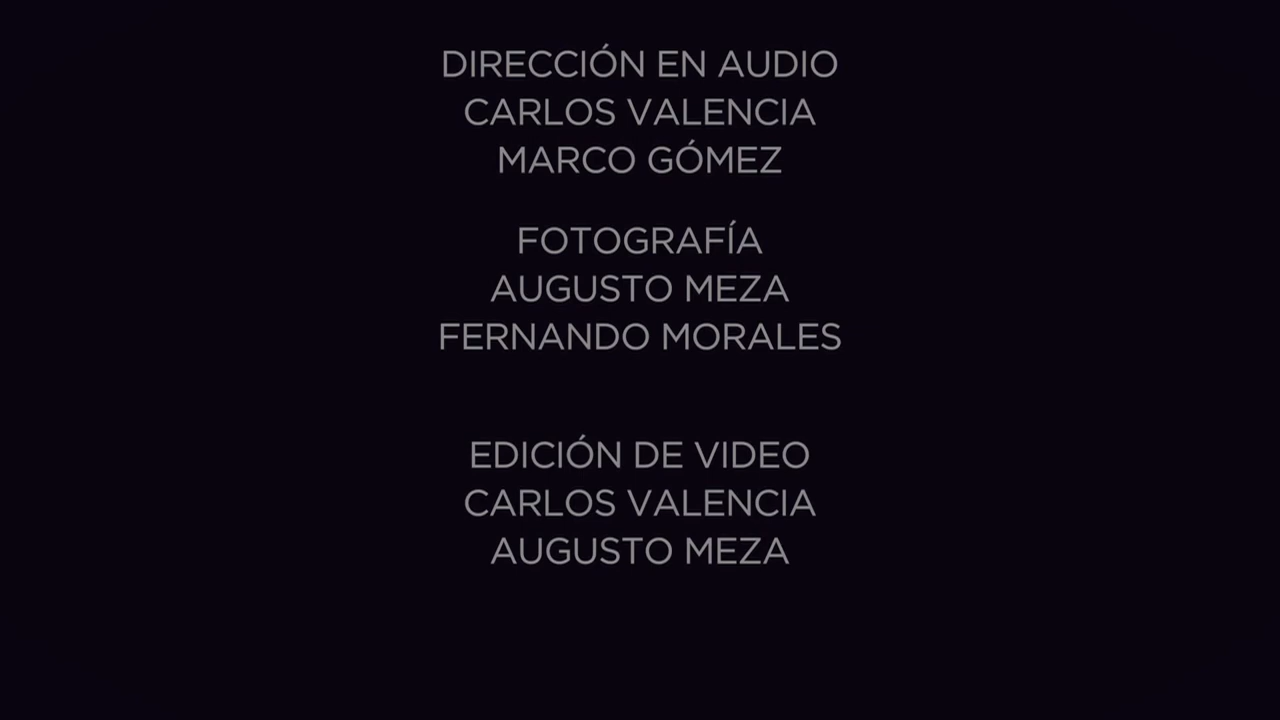 DIRECCIÓN EN AUDIO
CARLOS VALENCIA
MARCO GÓMEZ
FOTOGRAFÍA
AUGUSTO MEZA
FERNANDO MORALES
EDICIÓN DE VIDEO
CARLOS VALENCIA
AUGUSTO MEZA